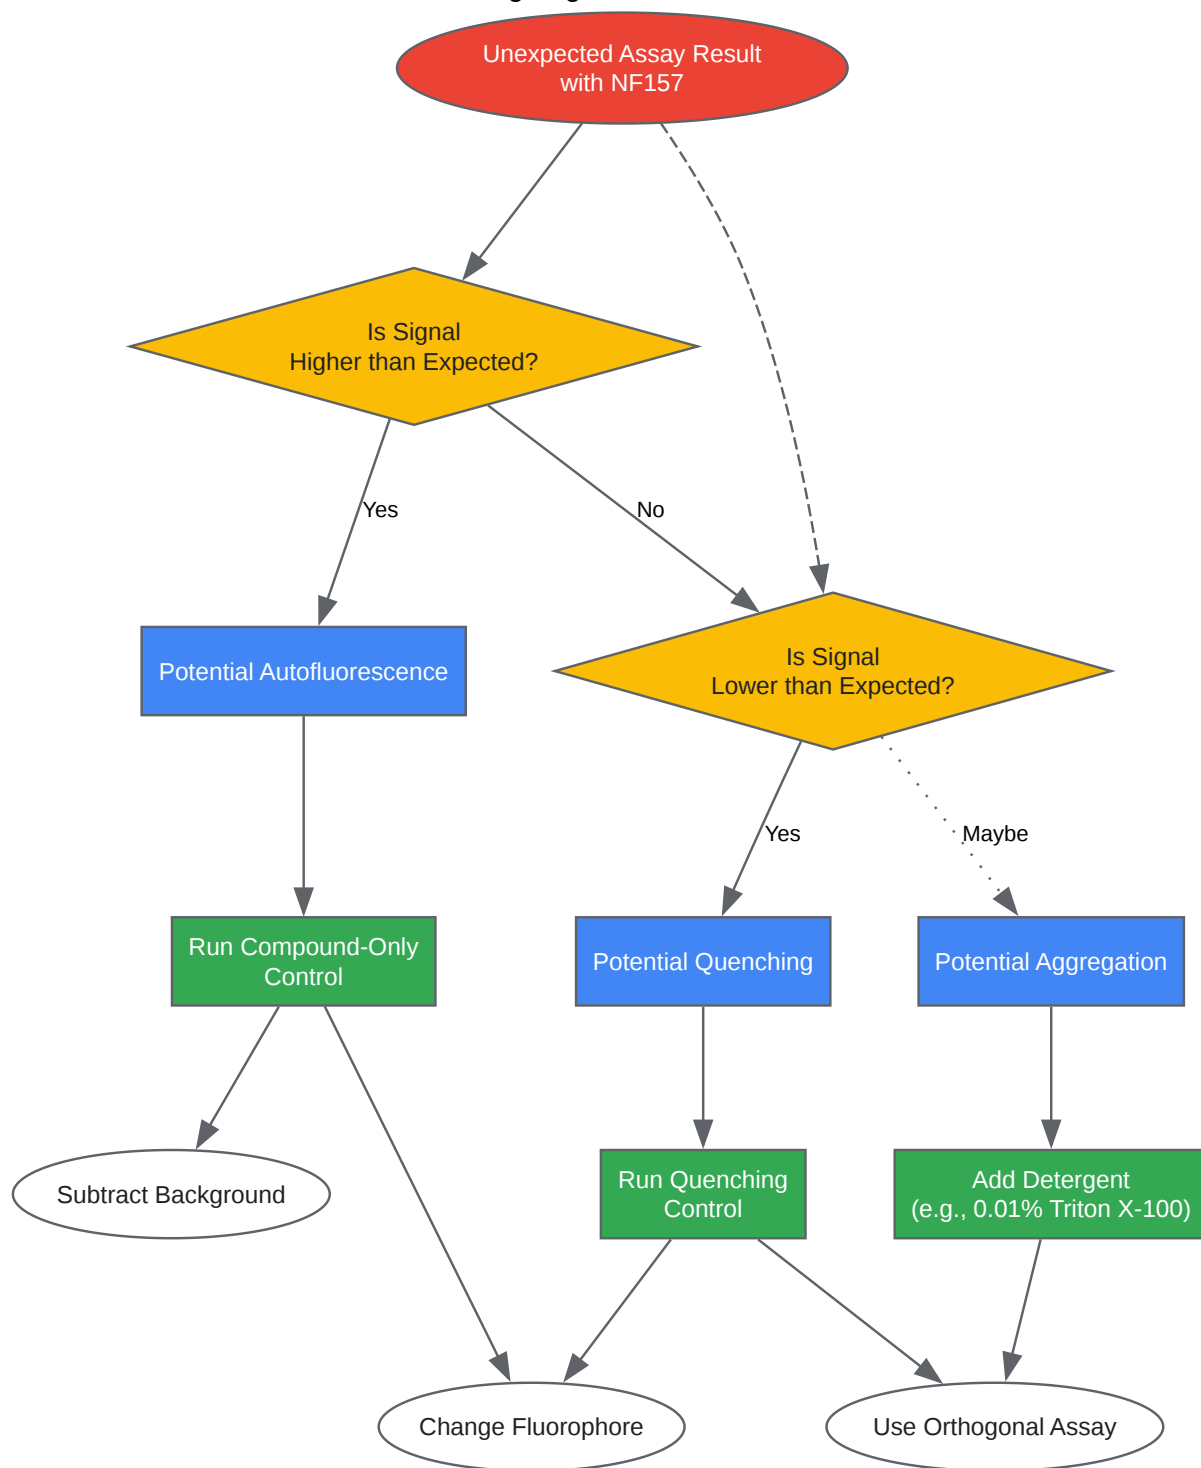 Unexpected Assay Result
with NF157
Is Signal
Higher than Expected?
Yes
No
Is Signal
Lower than Expected?
Potential Autofluorescence
Yes
Maybe
Run Compound-Only
Control
Potential Quenching
Potential Aggregation
Subtract Background
Run Quenching
Control
Add Detergent
(e.g., 0.01% Triton X-100)
Change Fluorophore
Use Orthogonal Assay